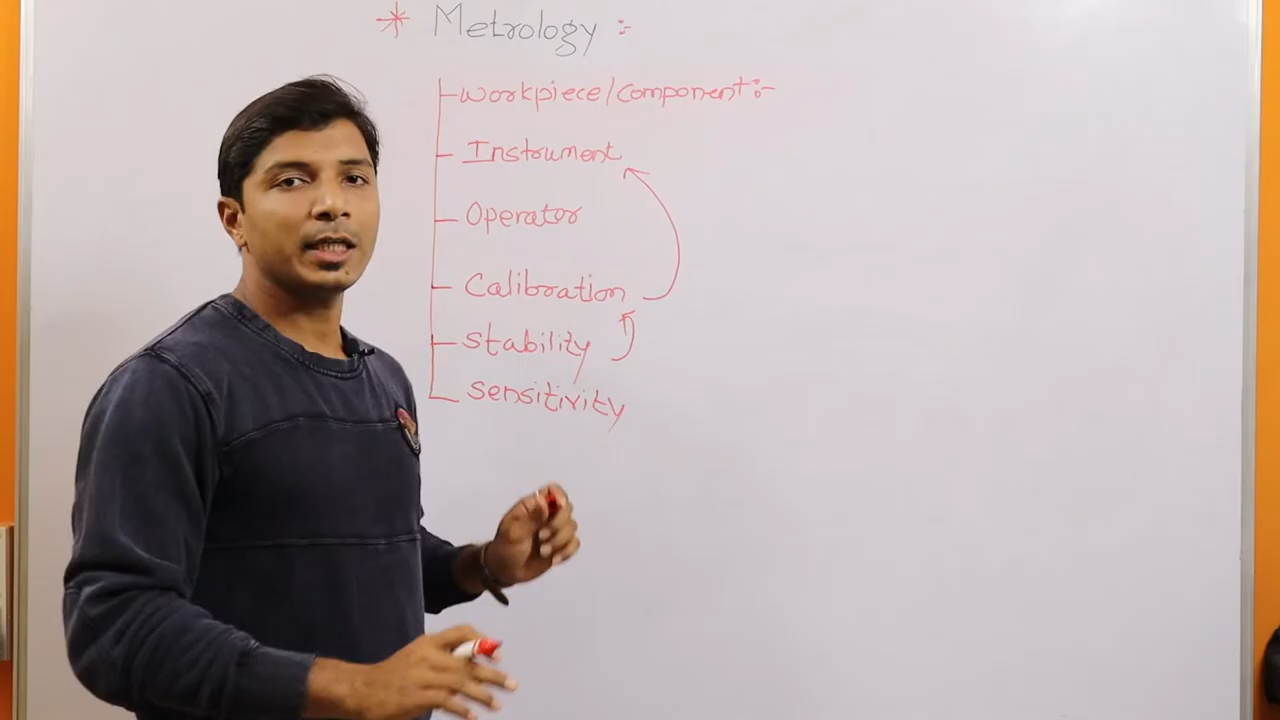 * Metrology :-
workpiece/component :-
Instrument
Operator
Calibration
Stability
Sensitivity